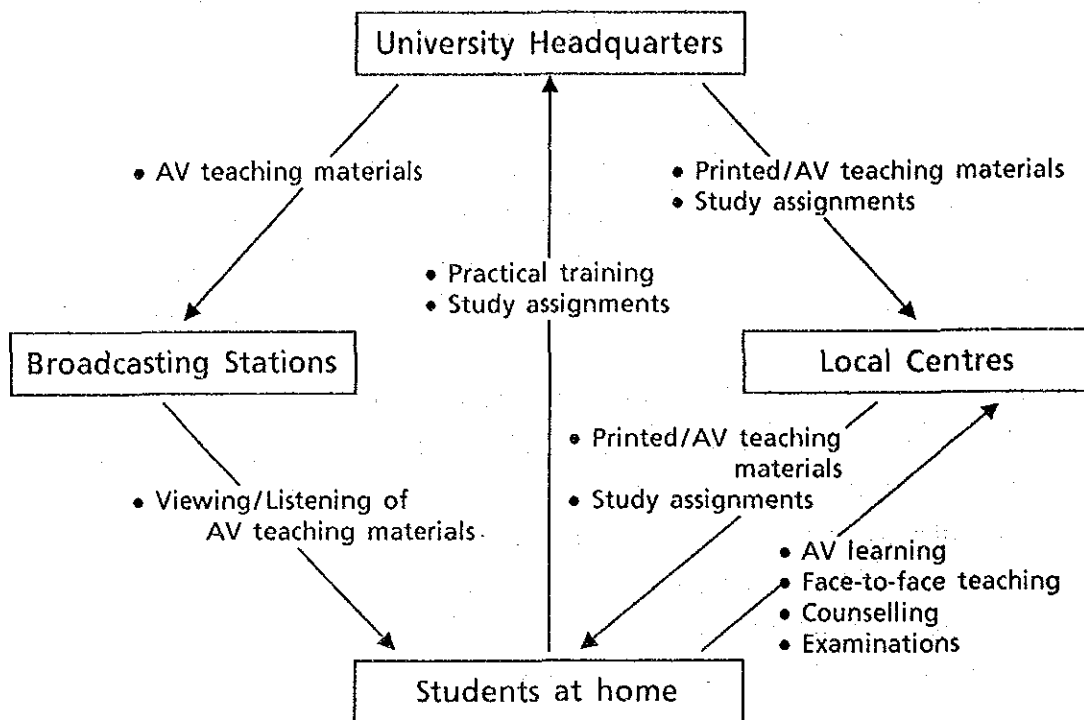 University Headquarters
• AV teaching materials
• Printed/AV teaching materials
• Study assignments
• Practical training
• Study assignments
Broadcasting Stations
Local Centres
• Printed/AV teaching
materials
• Study assignments
• Viewing/Listening of
AV teaching materials
• AV learning
• Face-to-face teaching
• Counselling
• Examinations
Students at home